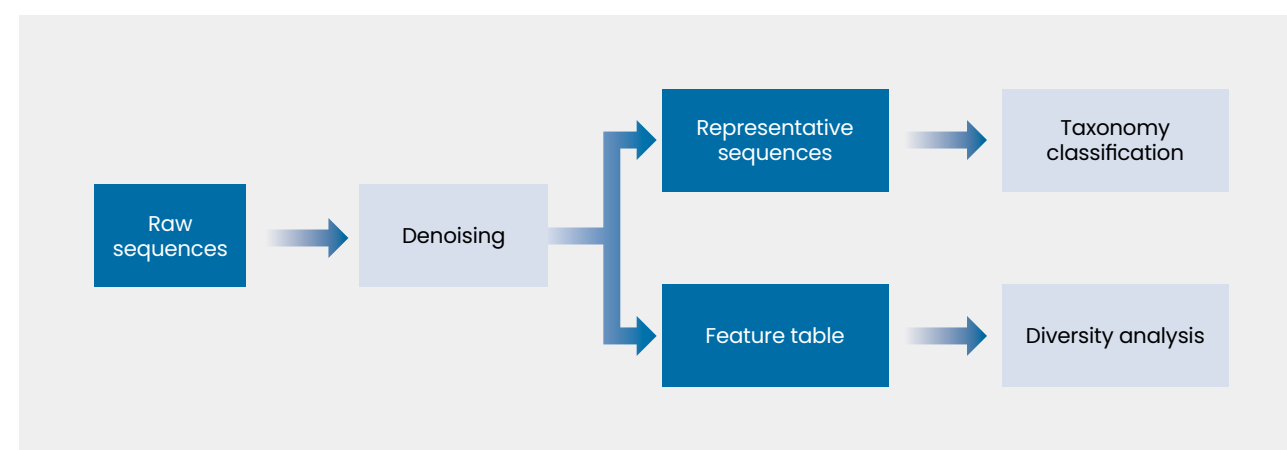 Raw
sequences
Denoising
Representative
sequences
Taxonomy
classification
Feature table
Diversity analysis